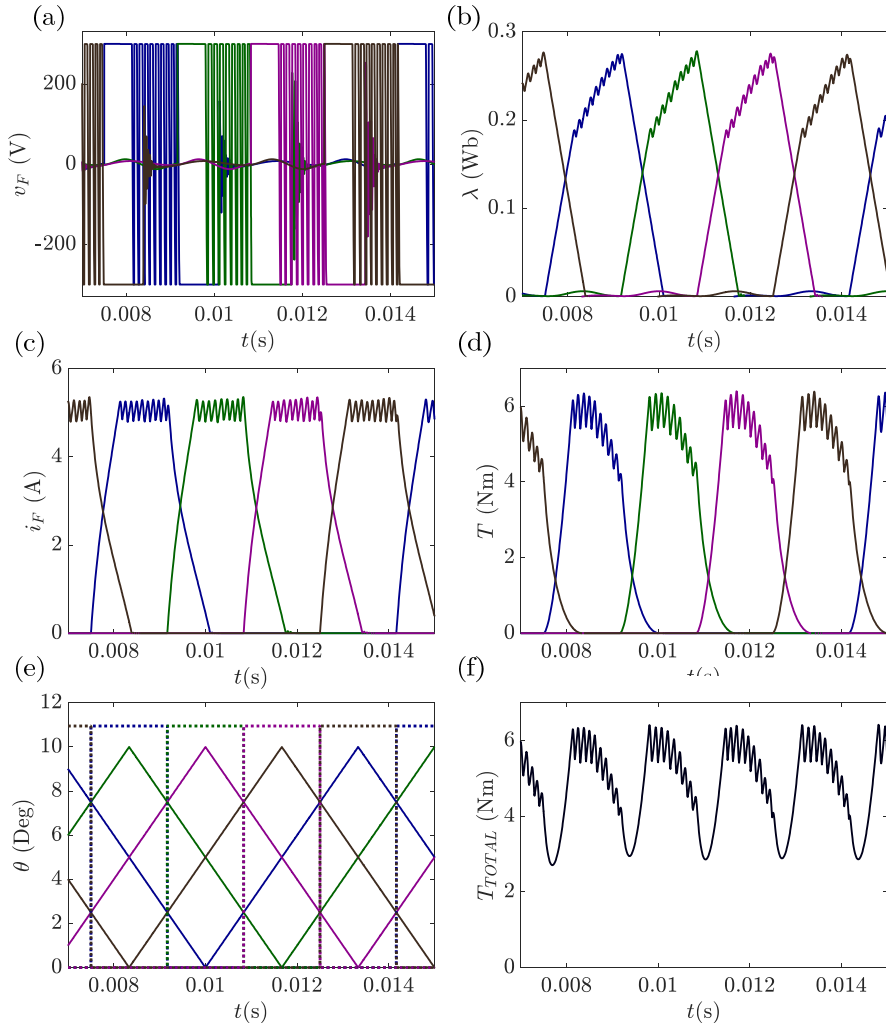 (a)
(b)
200
0
-200
v_F (V)
0.008 0.01 0.012 0.014
t(s)
0.3
0.2
0.1
0
λ (Wb)
0.008 0.01 0.012 0.014
t(s)
(c)
(d)
6
4
2
0
i_F (A)
0.008 0.01 0.012 0.014
t(s)
6
4
2
0
T (Nm)
0.008 0.01 0.012 0.014
t(s)
(e)
(f)
12
10
8
6
4
2
0
θ (Deg)
0.008 0.01 0.012 0.014
t(s)
6
4
2
0
T_{TOTAL} (Nm)
0.008 0.01 0.012 0.014
t(s)